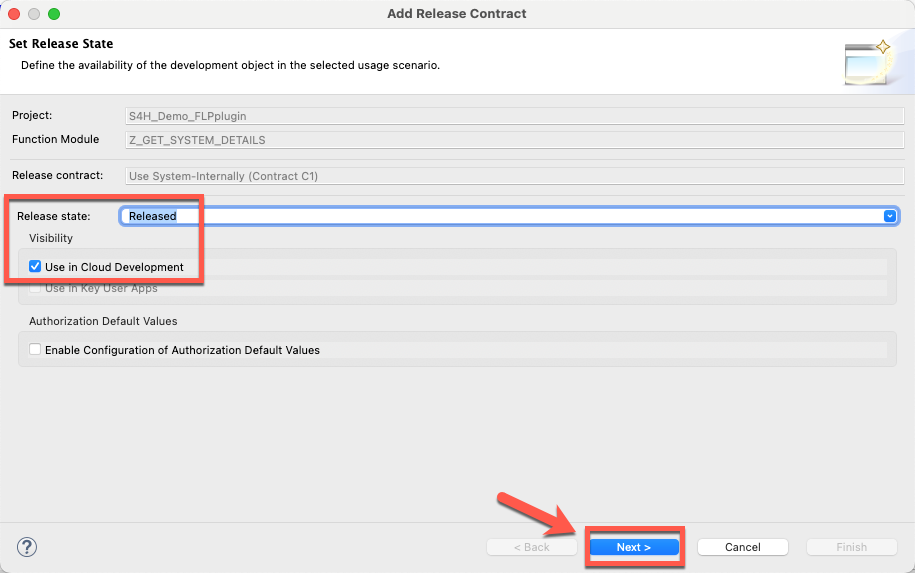 Add Release Contract
Set Release State
Define the availability of the development object in the selected usage scenario.
Project: S4H_Demo_FLPplugin
Function Module Z_GET_SYSTEM_DETAILS
Release contract: Use System-Internally (Contract C1)
Release state: Released
Visibility
Use in Cloud Development
Use in Key User Apps
Authorization Default Values
Enable Configuration of Authorization Default Values
? < Back Next > Cancel Finish